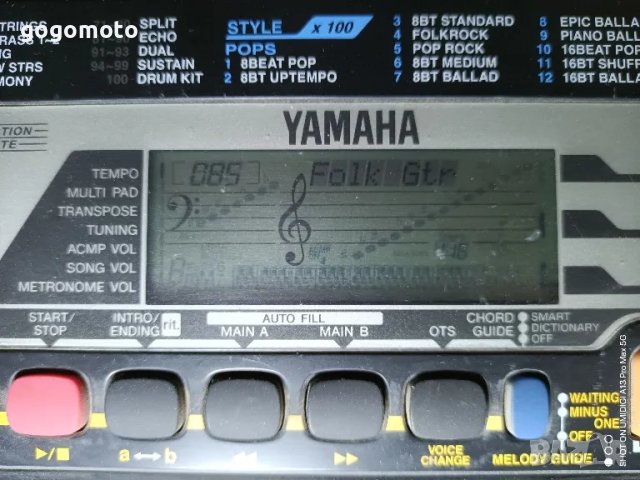 gogomoto
STRINGS
SPLIT
ECHO
91~93 DUAL
94~99 SUSTAIN
100 DRUM KIT
STYLE x 100
POPS
1 8BEAT POP
2 8BT UPTEMPO
3 8BT STANDARD
4 FOLKROCK
5 POP ROCK
6 8BT MEDIUM
7 8BT BALLAD
8 EPIC BALLA
9 PIANO BALL
10 16BEAT POP
11 16BT SHUFF
12 16BT BALLA
YAMAHA
TEMPO
MULTI PAD
TRANSPOSE
TUNING
ACMP VOL
SONG VOL
METRONOME VOL
085 Folk Gtr
START/
STOP
INTRO/
ENDING rit.
AUTO FILL
MAIN A
MAIN B
OTS
CHORD
GUIDE
SMART
DICTIONARY
OFF
WAITING
MINUS
ONE
OFF
a b
VOICE
CHANGE
MELODY GUIDE
SHOT ON UMIDIGI A13 Pro Max 5G